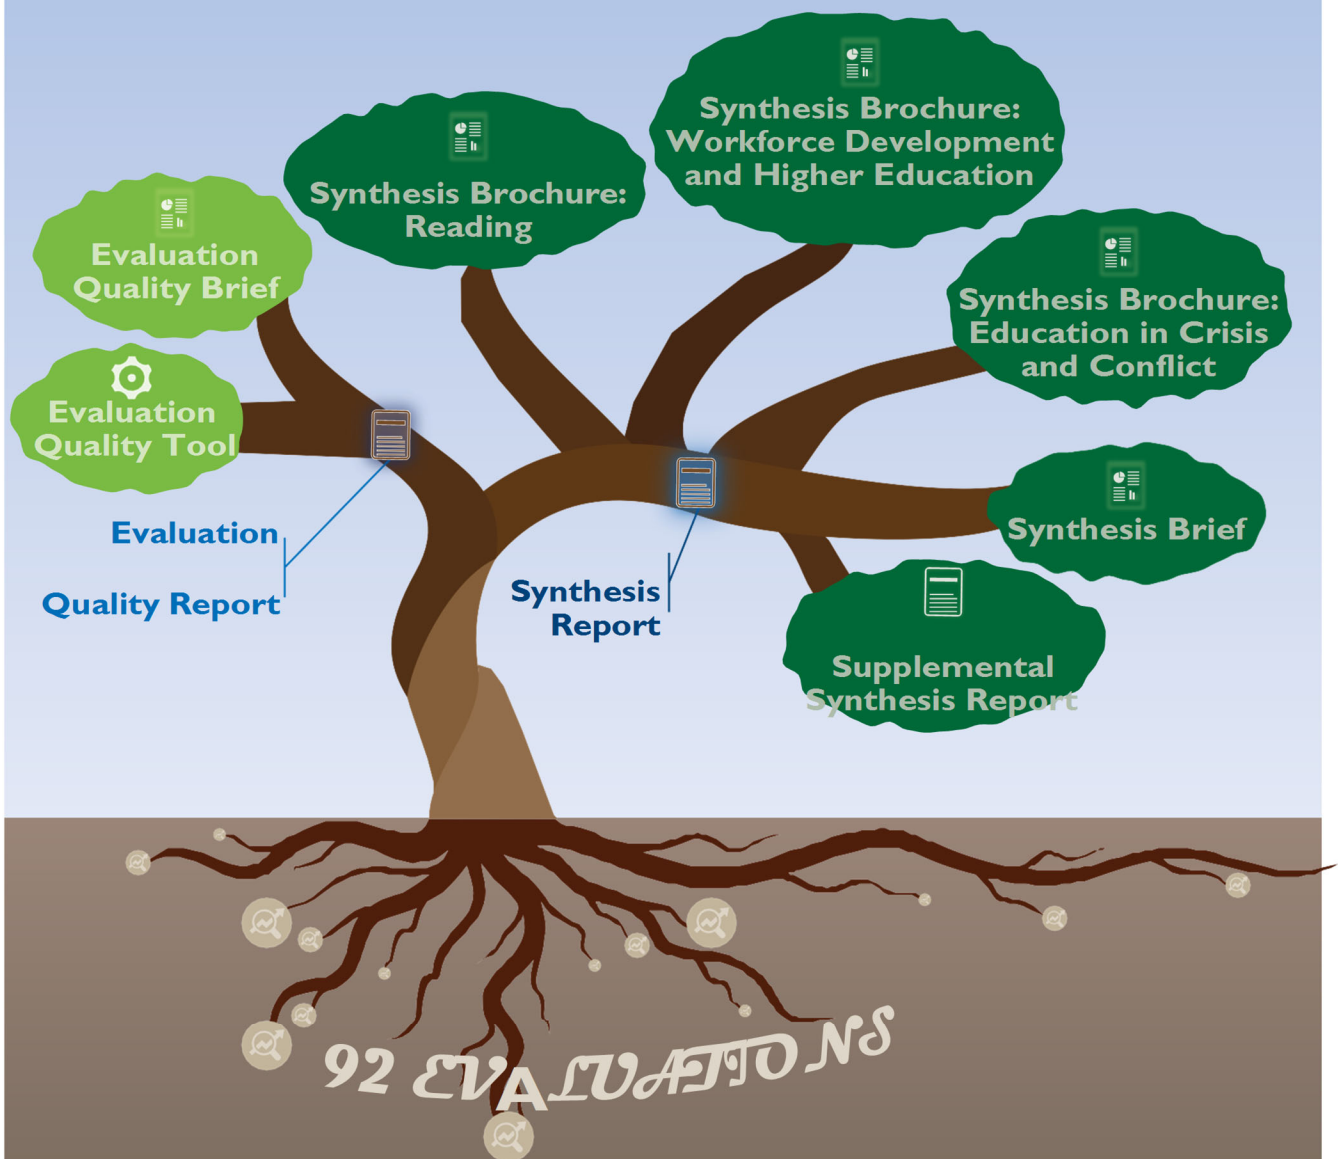 Synthesis Brochure:
Workforce Development
and Higher Education
Synthesis Brochure:
Reading
Evaluation
Quality Brief
Synthesis Brochure:
Education in Crisis
and Conflict
Evaluation
Quality Tool
Synthesis Brief
Evaluation
Quality Report
Synthesis
Report
Supplemental
Synthesis Report
92 EVALUATIONS